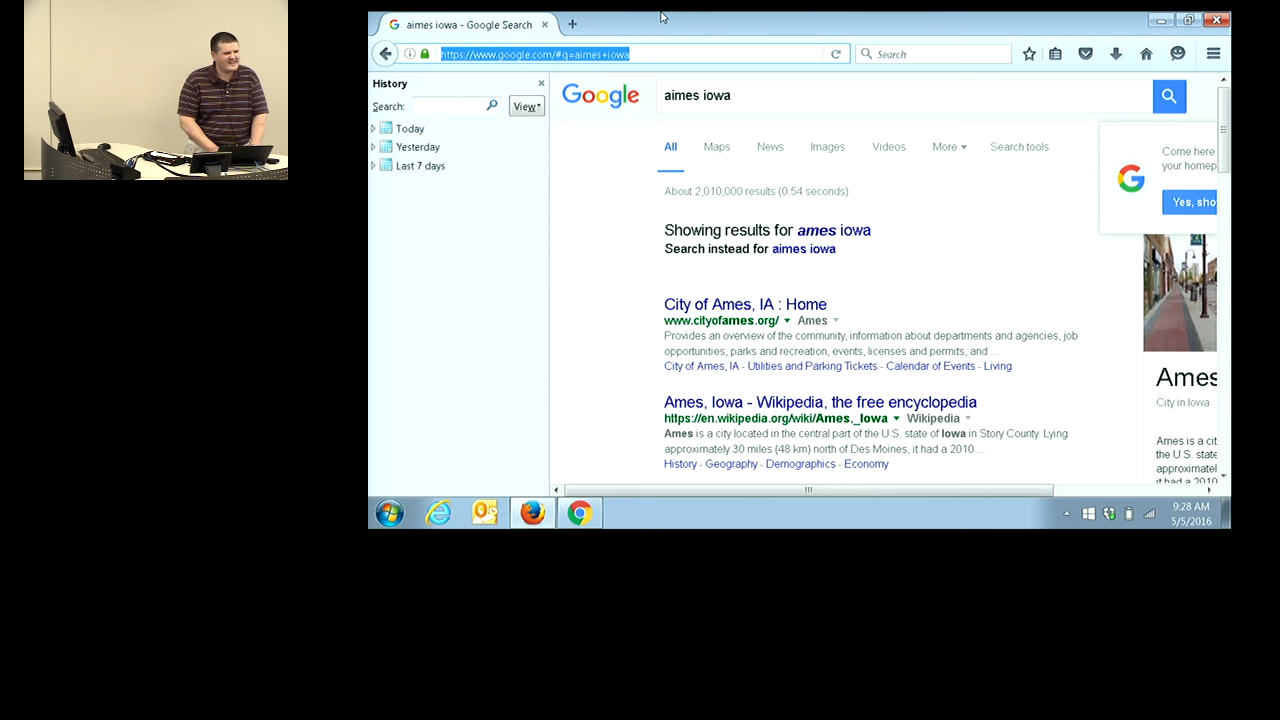 aimes iowa - Google Search
https://www.google.com/#q=aimes+iowa
Search
History
Search:
View
Today
Yesterday
Last 7 days
Google
aimes iowa
All Maps News Images Videos More Search tools
About 2,010,000 results (0.54 seconds)
Showing results for ames iowa
Search instead for aimes iowa
City of Ames, IA : Home
www.cityofames.org/ Ames
Provides an overview of the community, information about departments and agencies, job
opportunities, parks and recreation, events, licenses and permits, and ...
City of Ames, IA - Utilities and Parking Tickets - Calendar of Events - Living
Ames, Iowa - Wikipedia, the free encyclopedia
https://en.wikipedia.org/wiki/Ames,_Iowa Wikipedia
Ames is a city located in the central part of the U.S. state of Iowa in Story County. Lying
approximately 30 miles (48 km) north of Des Moines, it had a 2010 ...
History - Geography - Demographics - Economy
Come here
your homep
Yes, sho
Ames
City in Iowa
Ames is a cit
the U.S. state
approximatel
it had a 2010
9:28 AM
5/5/2016